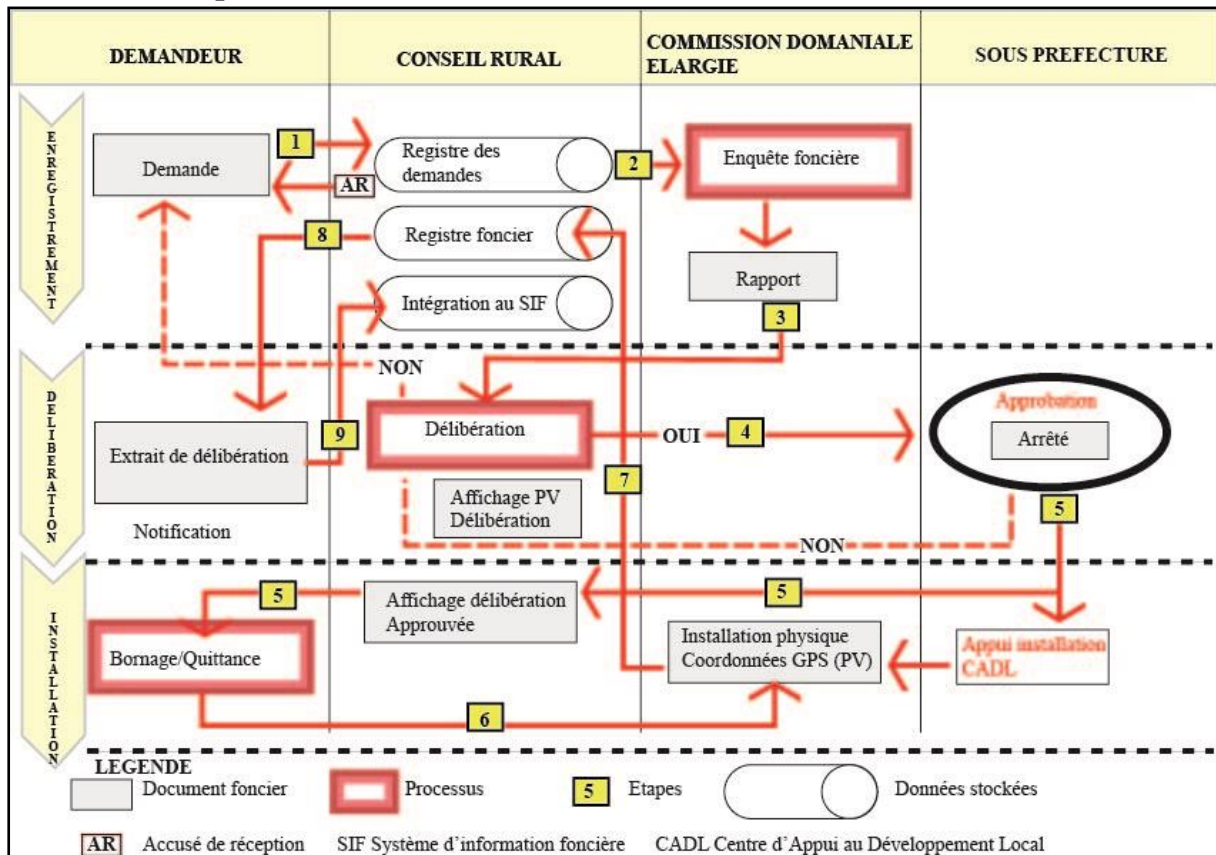 DEMANDEUR
CONSEIL RURAL
COMMISSION DOMANIALE
ELARGIE
SOUS PREFECTURE
ENREGISTREMENT
Demande
1
AR
Registre des
demandes
2
Enquête foncière
8
Registre foncier
Rapport
3
Intégration au SIF
NON
DELIBERATION
Extrait de délibération
9
Délibération
OUI
4
Approbation
Arrêté
7
Affichage PV
Délibération
5
Notification
NON
INSTALLATION
5
Affichage délibération
Approuvée
5
Bornage/Quittance
Installation physique
Coordonnées GPS (PV)
Appui installation
CADL
6
LEGENDE
Document foncier
Processus
5
Etapes
Données stockées
AR
Accusé de réception
SIF Système d'information foncière
CADL Centre d'Appui au Développement Local